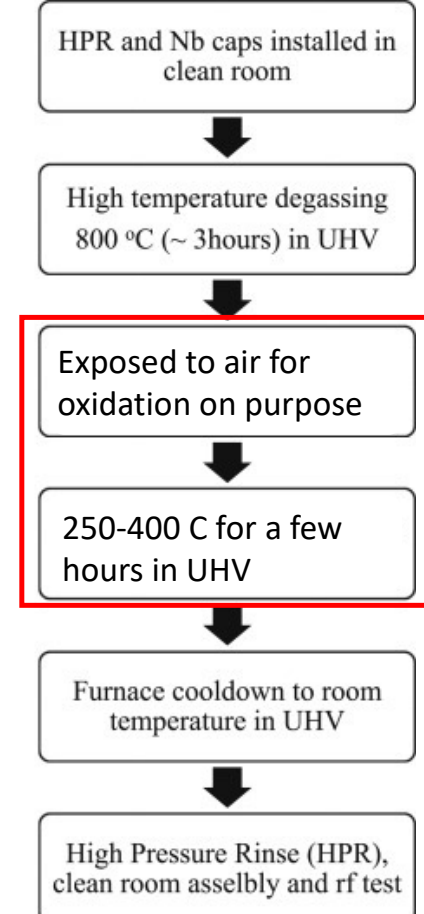 HPR and Nb caps installed in
clean room
High temperature degassing
800 °C (~ 3hours) in UHV
Exposed to air for
oxidation on purpose
250-400 C for a few
hours in UHV
Furnace cooldown to room
temperature in UHV
High Pressure Rinse (HPR),
clean room asselbly and rf test